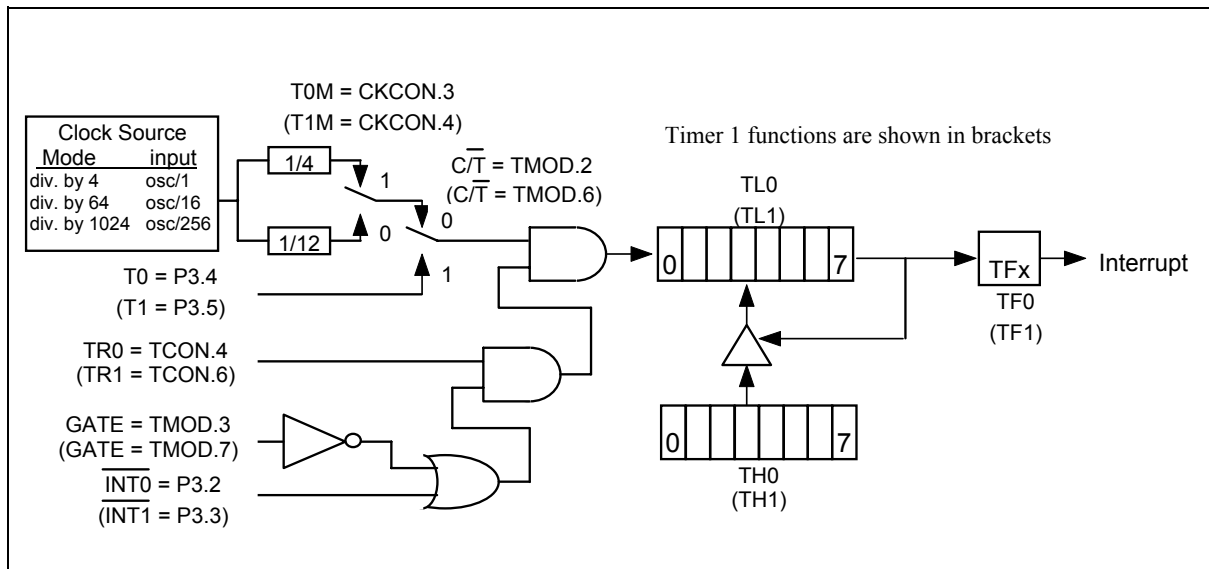 T0M = CKCON.3
(T1M = CKCON.4)
Clock Source
Mode input
div. by 4 osc/1
div. by 64 osc/16
div. by 1024 osc/256
1/4
1/12
1
0
C/T̅ = TMOD.2
(C/T̅ = TMOD.6)
0
1
T0 = P3.4
(T1 = P3.5)
TR0 = TCON.4
(TR1 = TCON.6)
GATE = TMOD.3
(GATE = TMOD.7)
I̅N̅T̅0̅ = P3.2
(I̅N̅T̅1̅ = P3.3)
Timer 1 functions are shown in brackets
TL0
(TL1)
0 7
TFx
Interrupt
TF0
(TF1)
0 7
TH0
(TH1)